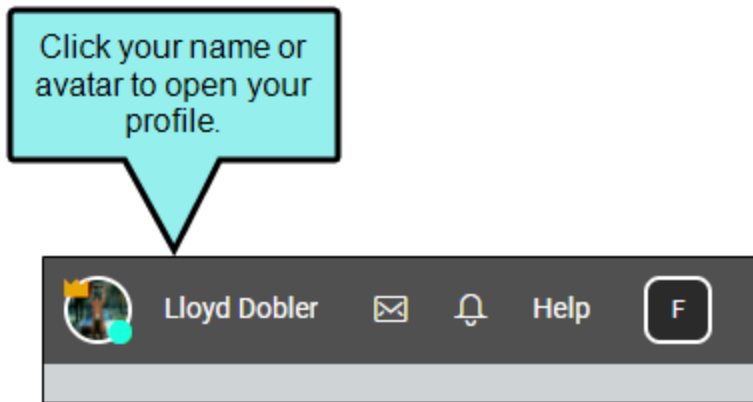 Click your name or
avatar to open your
profile.
Lloyd Dobler Help F